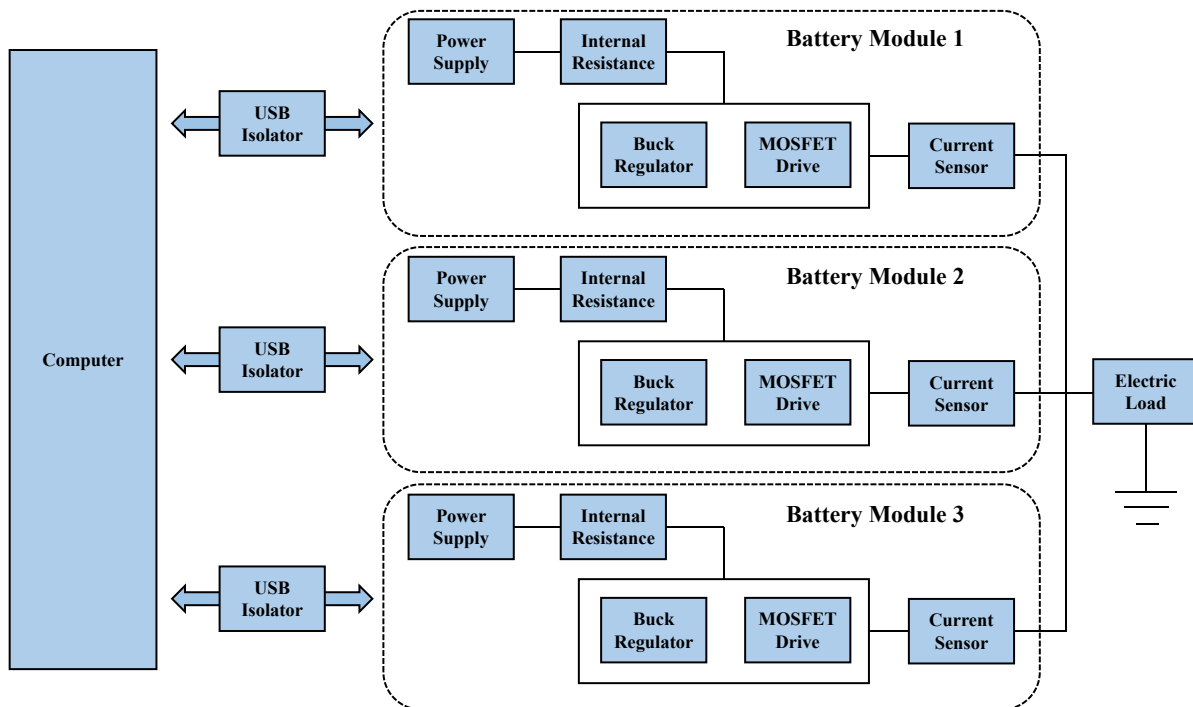 Computer
USB
Isolator
USB
Isolator
USB
Isolator
Battery Module 1
Power
Supply
Internal
Resistance
Buck
Regulator
MOSFET
Drive
Current
Sensor
Battery Module 2
Power
Supply
Internal
Resistance
Buck
Regulator
MOSFET
Drive
Current
Sensor
Battery Module 3
Power
Supply
Internal
Resistance
Buck
Regulator
MOSFET
Drive
Current
Sensor
Electric
Load